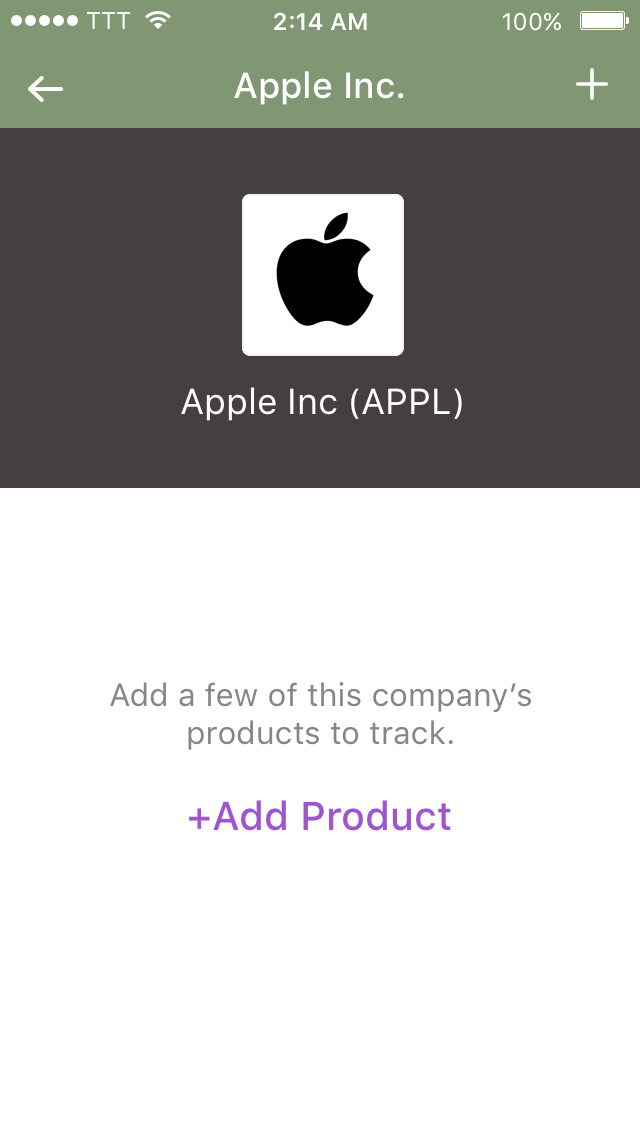 TTT 2:14 AM 100%
Apple Inc.
Apple Inc (APPL)
Add a few of this company’s
products to track.
+Add Product